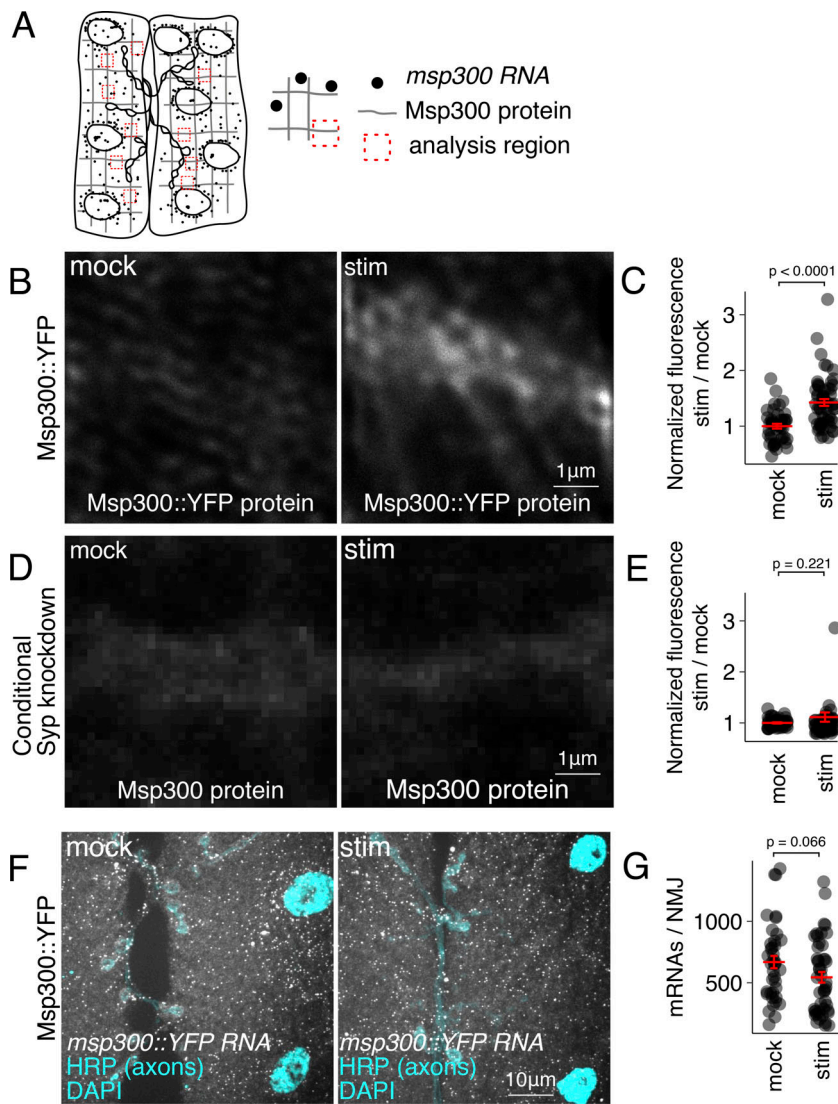 A
msp300 RNA
Msp300 protein
analysis region
B
Msp300::YFP
mock
Msp300::YFP protein
stim
1μm
Msp300::YFP protein
C
Normalized fluorescence
stim / mock
p < 0.0001
3
2
1
mock
stim
D
Conditional
Syp knockdown
mock
Msp300 protein
stim
1μm
Msp300 protein
E
Normalized fluorescence
stim / mock
p = 0.221
3
2
1
mock
stim
F
Msp300::YFP
mock
msp300::YFP RNA
HRP (axons)
DAPI
stim
msp300::YFP RNA
HRP (axons)
DAPI
10μm
G
mRNAs / NMJ
p = 0.066
1000
500
mock
stim